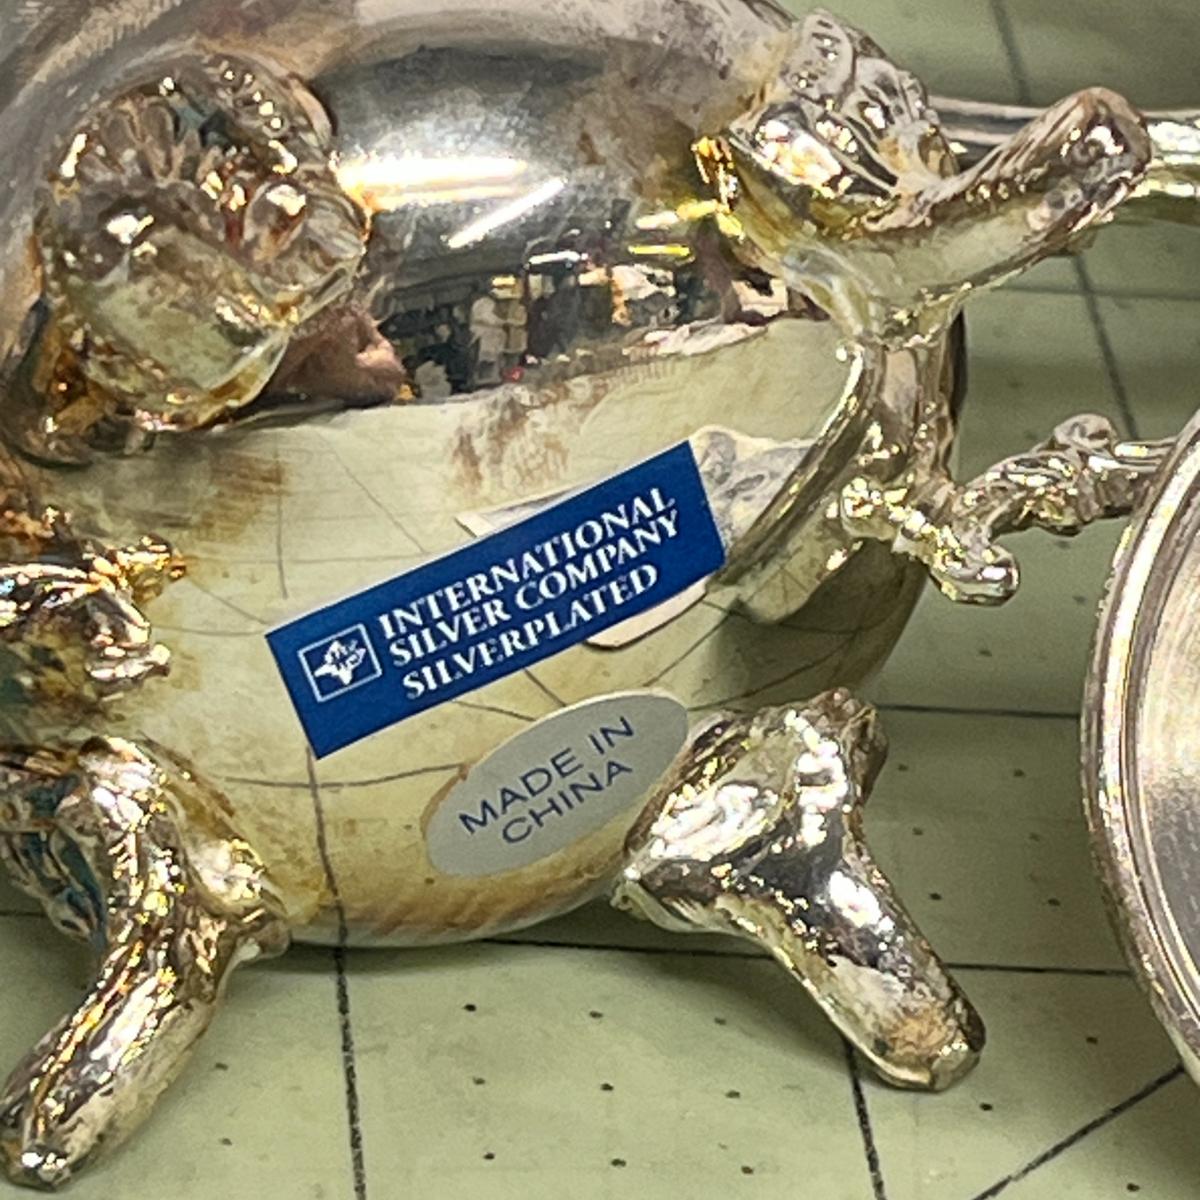 INTERNATIONAL
SILVER COMPANY
SILVERPLATED
MADE IN
CHINA